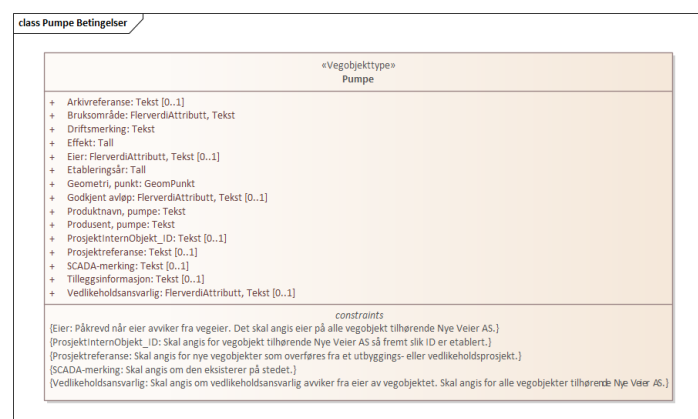 class Pumpe Betingelser
«Vegobjekttype»
Pumpe
+ Arkivreferanse: Tekst [0..1]
+ Bruksområde: FlerverdiAttributt, Tekst
+ Driftsmerking: Tekst
+ Effekt: Tall
+ Eier: FlerverdiAttributt, Tekst [0..1]
+ Etableringsår: Tall
+ Geometri, punkt: GeomPunkt
+ Godkjent avløp: FlerverdiAttributt, Tekst [0..1]
+ Produktnavn, pumpe: Tekst
+ Produsent, pumpe: Tekst
+ ProsjektInternObjekt_ID: Tekst [0..1]
+ Prosjektreferanse: Tekst [0..1]
+ SCADA-merking: Tekst [0..1]
+ Tilleggsinformasjon: Tekst [0..1]
+ Vedlikeholdsansvarlig: FlerverdiAttributt, Tekst [0..1]
constraints
{Eier: Påkrevd når eier avviker fra vegeier. Det skal angis eier på alle vegobjekt tilhørende Nye Veier AS.}
{ProsjektInternObjekt_ID: Skal angis for vegobjekt tilhørende Nye Veier AS så fremt slik ID er etablert.}
{Prosjektreferanse: Skal angis for nye vegobjekter som overføres fra et utbyggings- eller vedlikeholdsprosjekt.}
{SCADA-merking: Skal angis om den eksisterer på stedet.}
{Vedlikeholdsansvarlig: Skal angis om vedlikeholdsansvarlig avviker fra eier av vegobjektet. Skal angis for alle vegobjekter tilhørende Nye Veier AS.}